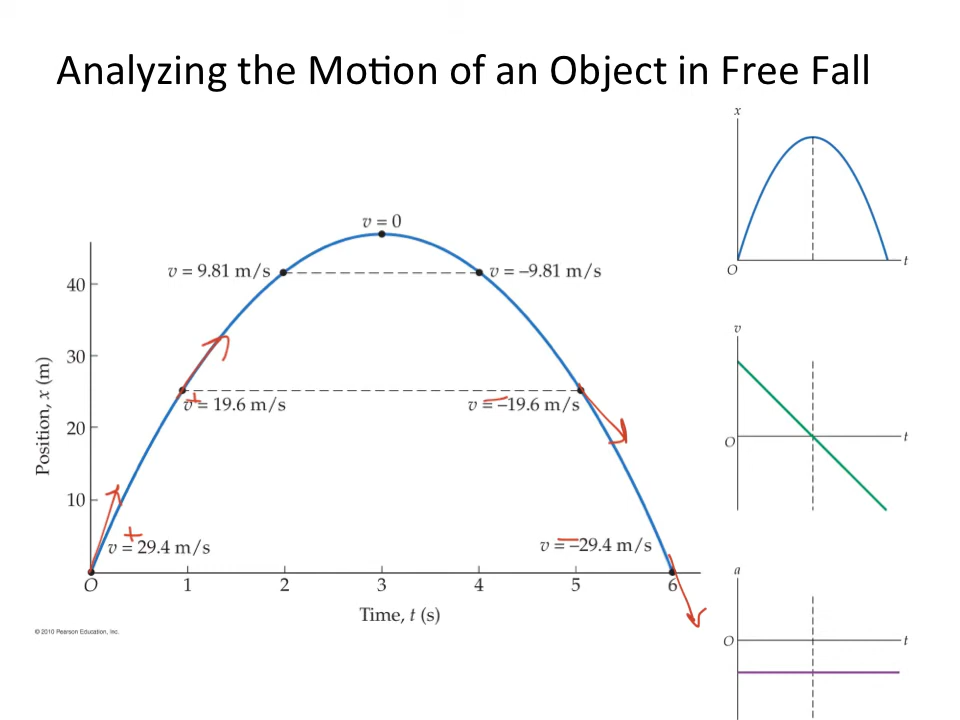 Analyzing the Motion of an Object in Free Fall
x
O
t
v = 0
v = 9.81 m/s
v = –9.81 m/s
40
30
20
10
Position, x (m)
+
v = 19.6 m/s
–
v = –19.6 m/s
+
v = 29.4 m/s
–
v = –29.4 m/s
O
1
2
3
4
5
6
Time, t (s)
v
O
t
a
O
t
© 2010 Pearson Education, Inc.